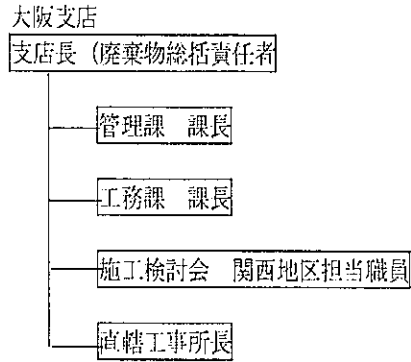 大阪支店
支店長（廃棄物総括責任者
管理課　課長
工務課　課長
施工検討会　関西地区担当職員
直轄工事所長